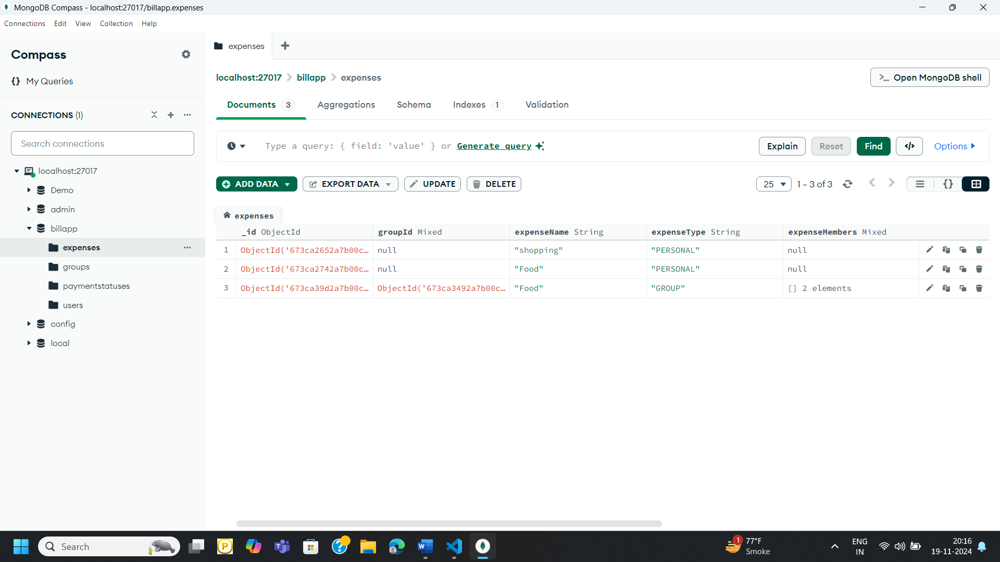 MongoDB Compass - localhost:27017/billapp.expenses
Connections Edit View Collection Help
Compass
{} My Queries
CONNECTIONS (1)
Search connections
localhost:27017
Demo
admin
billapp
expenses
groups
paymentstatuses
users
config
local
expenses
localhost:27017 > billapp > expenses
>_ Open MongoDB shell
Documents 3 Aggregations Schema Indexes 1 Validation
Type a query: { field: 'value' } or Generate query
Explain Reset Find </> Options
ADD DATA EXPORT DATA UPDATE DELETE
25 1 – 3 of 3 {}
expenses
_id ObjectId groupId Mixed expenseName String expenseType String expenseMembers Mixed
1 ObjectId('673ca2652a7b00c… null "shopping" "PERSONAL" null
2 ObjectId('673ca2742a7b00c… null "Food" "PERSONAL" null
3 ObjectId('673ca39d2a7b00c… ObjectId('673ca3492a7b00c… "Food" "GROUP" [] 2 elements
Search
1
77°F
Smoke
ENG
IN
20:16
19-11-2024